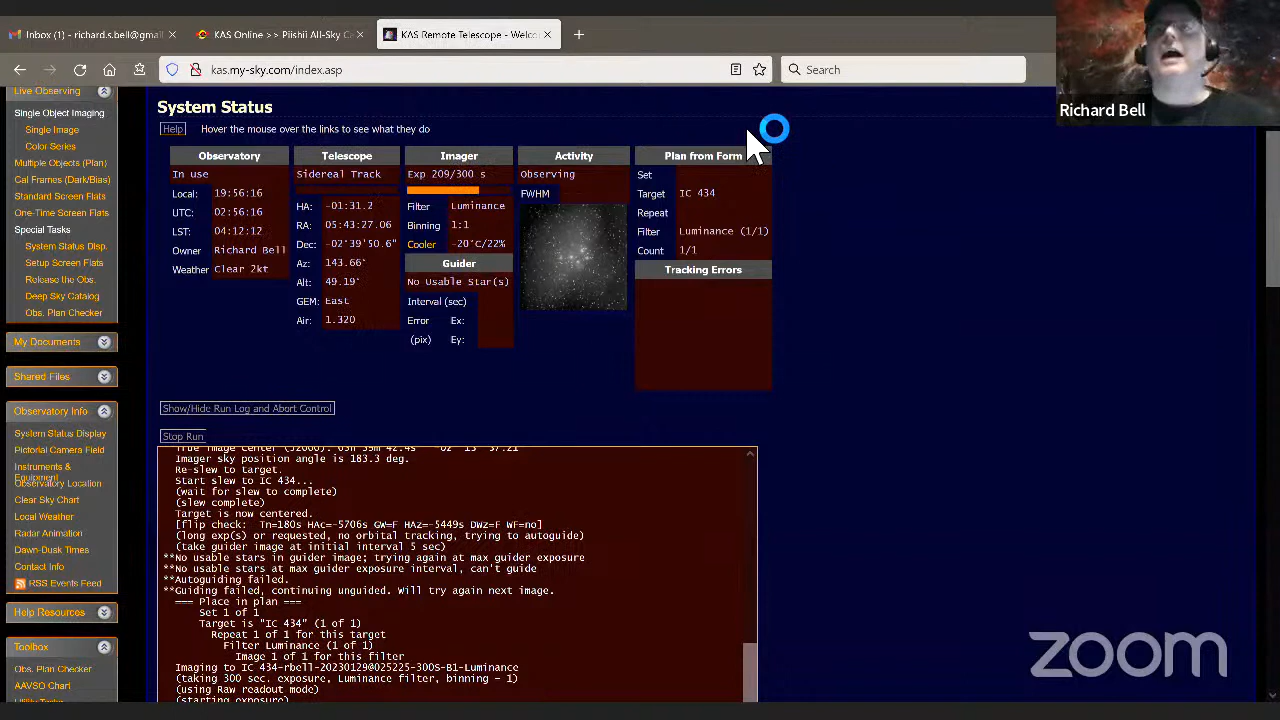 Inbox (1) - richard.s.bell@gmail
KAS Online >> Piishii All-Sky Ca
KAS Remote Telescope - Welcom
kas.my-sky.com/index.asp
Search
Richard Bell
Live Observing
Single Object Imaging
Single Image
Color Series
Multiple Objects (Plan)
Cal Frames (Dark/Bias)
Standard Screen Flats
One-Time Screen Flats
Special Tasks
System Status Disp.
Setup Screen Flats
Release the Obs.
Deep Sky Catalog
Obs. Plan Checker
My Documents
Shared Files
Observatory Info
System Status Display
Pictorial Camera Field
Instruments &
Equipment
Observatory Location
Clear Sky Chart
Local Weather
Radar Animation
Dawn-Dusk Times
Contact Info
RSS Events Feed
Help Resources
Toolbox
Obs. Plan Checker
AAVSO Chart
System Status
Help Hover the mouse over the links to see what they do
Observatory
In use
Local: 19:56:16
UTC: 02:56:16
LST: 04:12:12
Owner Richard Bell
Weather Clear 2kt
Telescope
Sidereal Track
HA: -01:31.2
RA: 05:43:27.06
Dec: -02°39'50.6"
Az: 143.66°
Alt: 49.19°
GEM: East
Air: 1.320
Imager
Exp 209/300 s
Filter Luminance
Binning 1:1
Cooler -20°C/22%
Guider
No Usable Star(s)
Interval (sec)
Error Ex:
(pix) Ey:
Activity
Observing
FWHM
Plan from Form
Set
Target IC 434
Repeat
Filter Luminance (1/1)
Count 1/1
Tracking Errors
Show/Hide Run Log and Abort Control
Stop Run
Imager sky position angle is 183.3 deg.
Re-slew to target.
Start slew to IC 434...
(wait for slew to complete)
(slew complete)
Target is now centered.
[flip check: Tn=180s HAc=-5706s GW=F HAz=-5449s DWz=F WF=no]
(long exp(s) or requested, no orbital tracking, trying to autoguide)
(take guider image at initial interval 5 sec)
**No usable stars in guider image; trying again at max guider exposure
**No usable stars at max guider exposure interval, can't guide
**Autoguiding failed.
**Guiding failed, continuing unguided. Will try again next image.
=== Place in plan ===
Set 1 of 1
Target is "IC 434" (1 of 1)
Repeat 1 of 1 for this target
Filter Luminance (1 of 1)
Image 1 of 1 for this filter
Imaging to IC 434-rbell-20230129@025225-300S-B1-Luminance
(taking 300 sec. exposure, Luminance filter, binning = 1)
(using Raw readout mode)
(starting exposure)
zoom